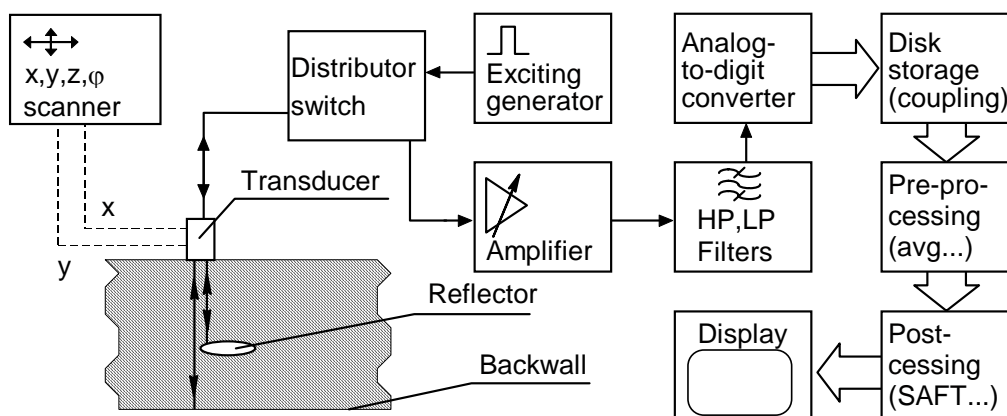 x,y,z,φ
scanner
Distributor
switch
Exciting
generator
Analog-
to-digit
converter
Disk
storage
(coupling)
Transducer
x
y
Amplifier
HP,LP
Filters
Pre-pro-
cessing
(avg...)
Reflector
Backwall
Display
Post-
cessing
(SAFT...)